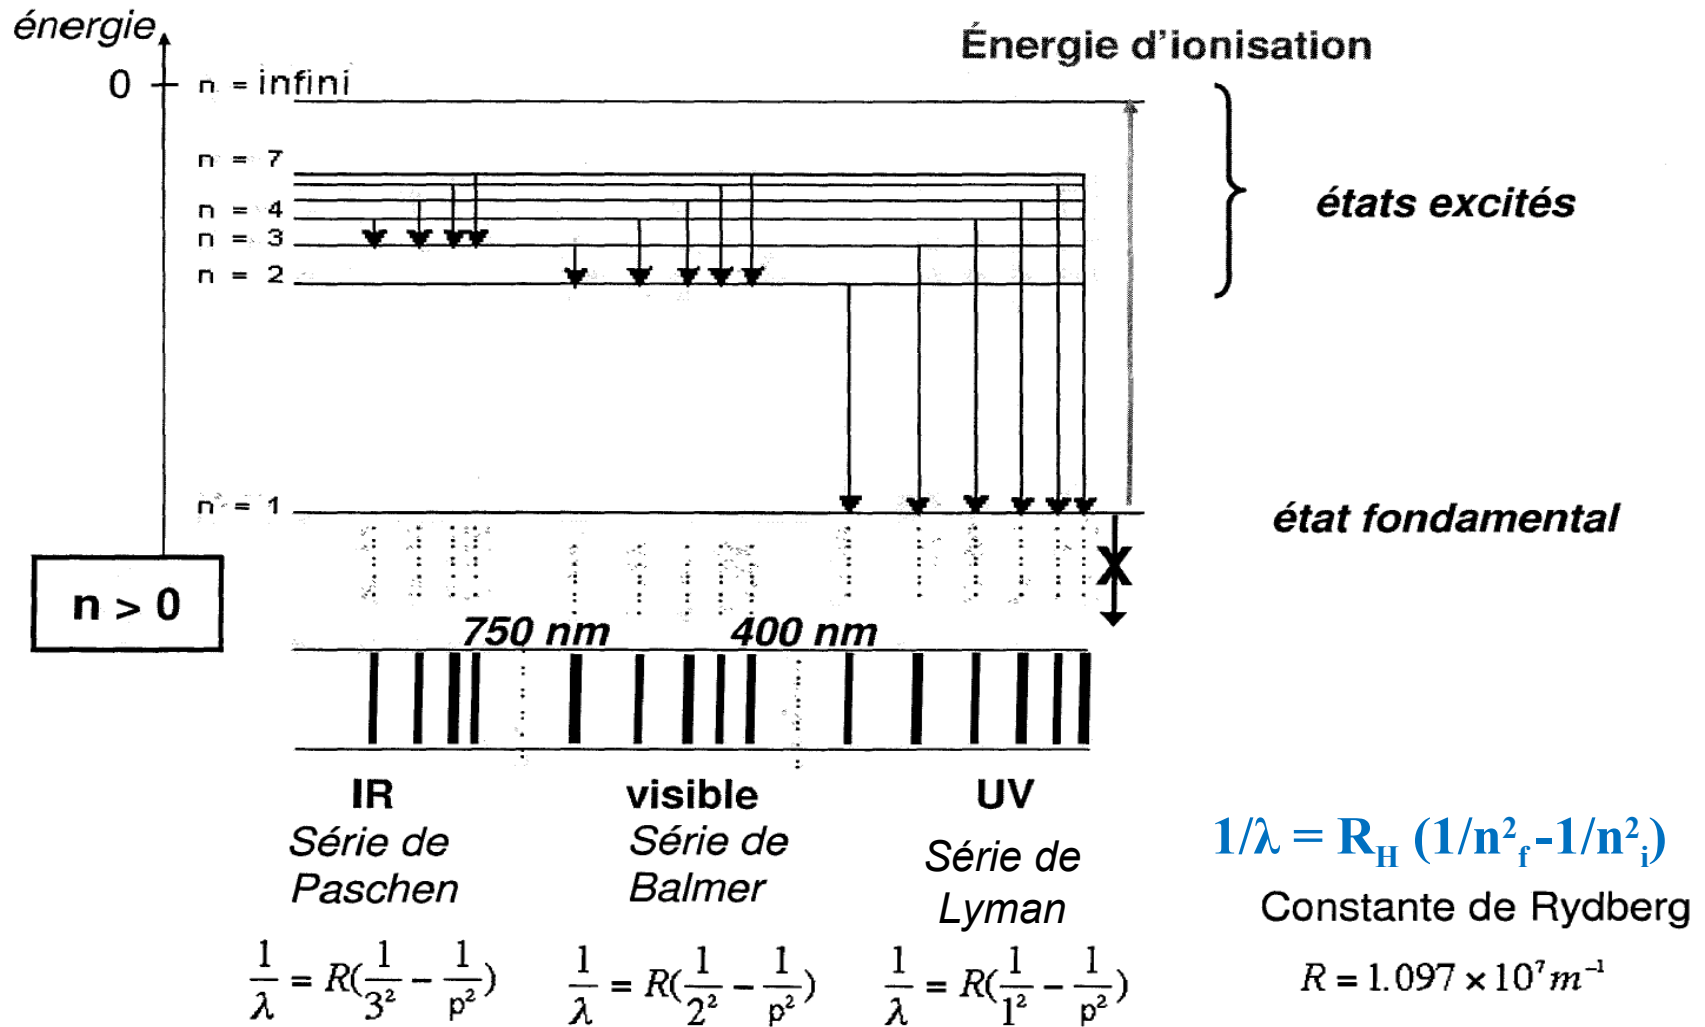 énergie
Énergie d'ionisation
0
n = infini
n = 7
n = 4
n = 3
n = 2
états excités
n = 1
état fondamental
n > 0
X
750 nm
400 nm
IR
Série de
Paschen
1/λ = R(1/3² − 1/p²)
visible
Série de
Balmer
1/λ = R(1/2² − 1/p²)
UV
Série de
Lyman
1/λ = R(1/1² − 1/p²)
1/λ = R_H (1/n²_f -1/n²_i)
Constante de Rydberg
R = 1.097 × 10⁷ m⁻¹